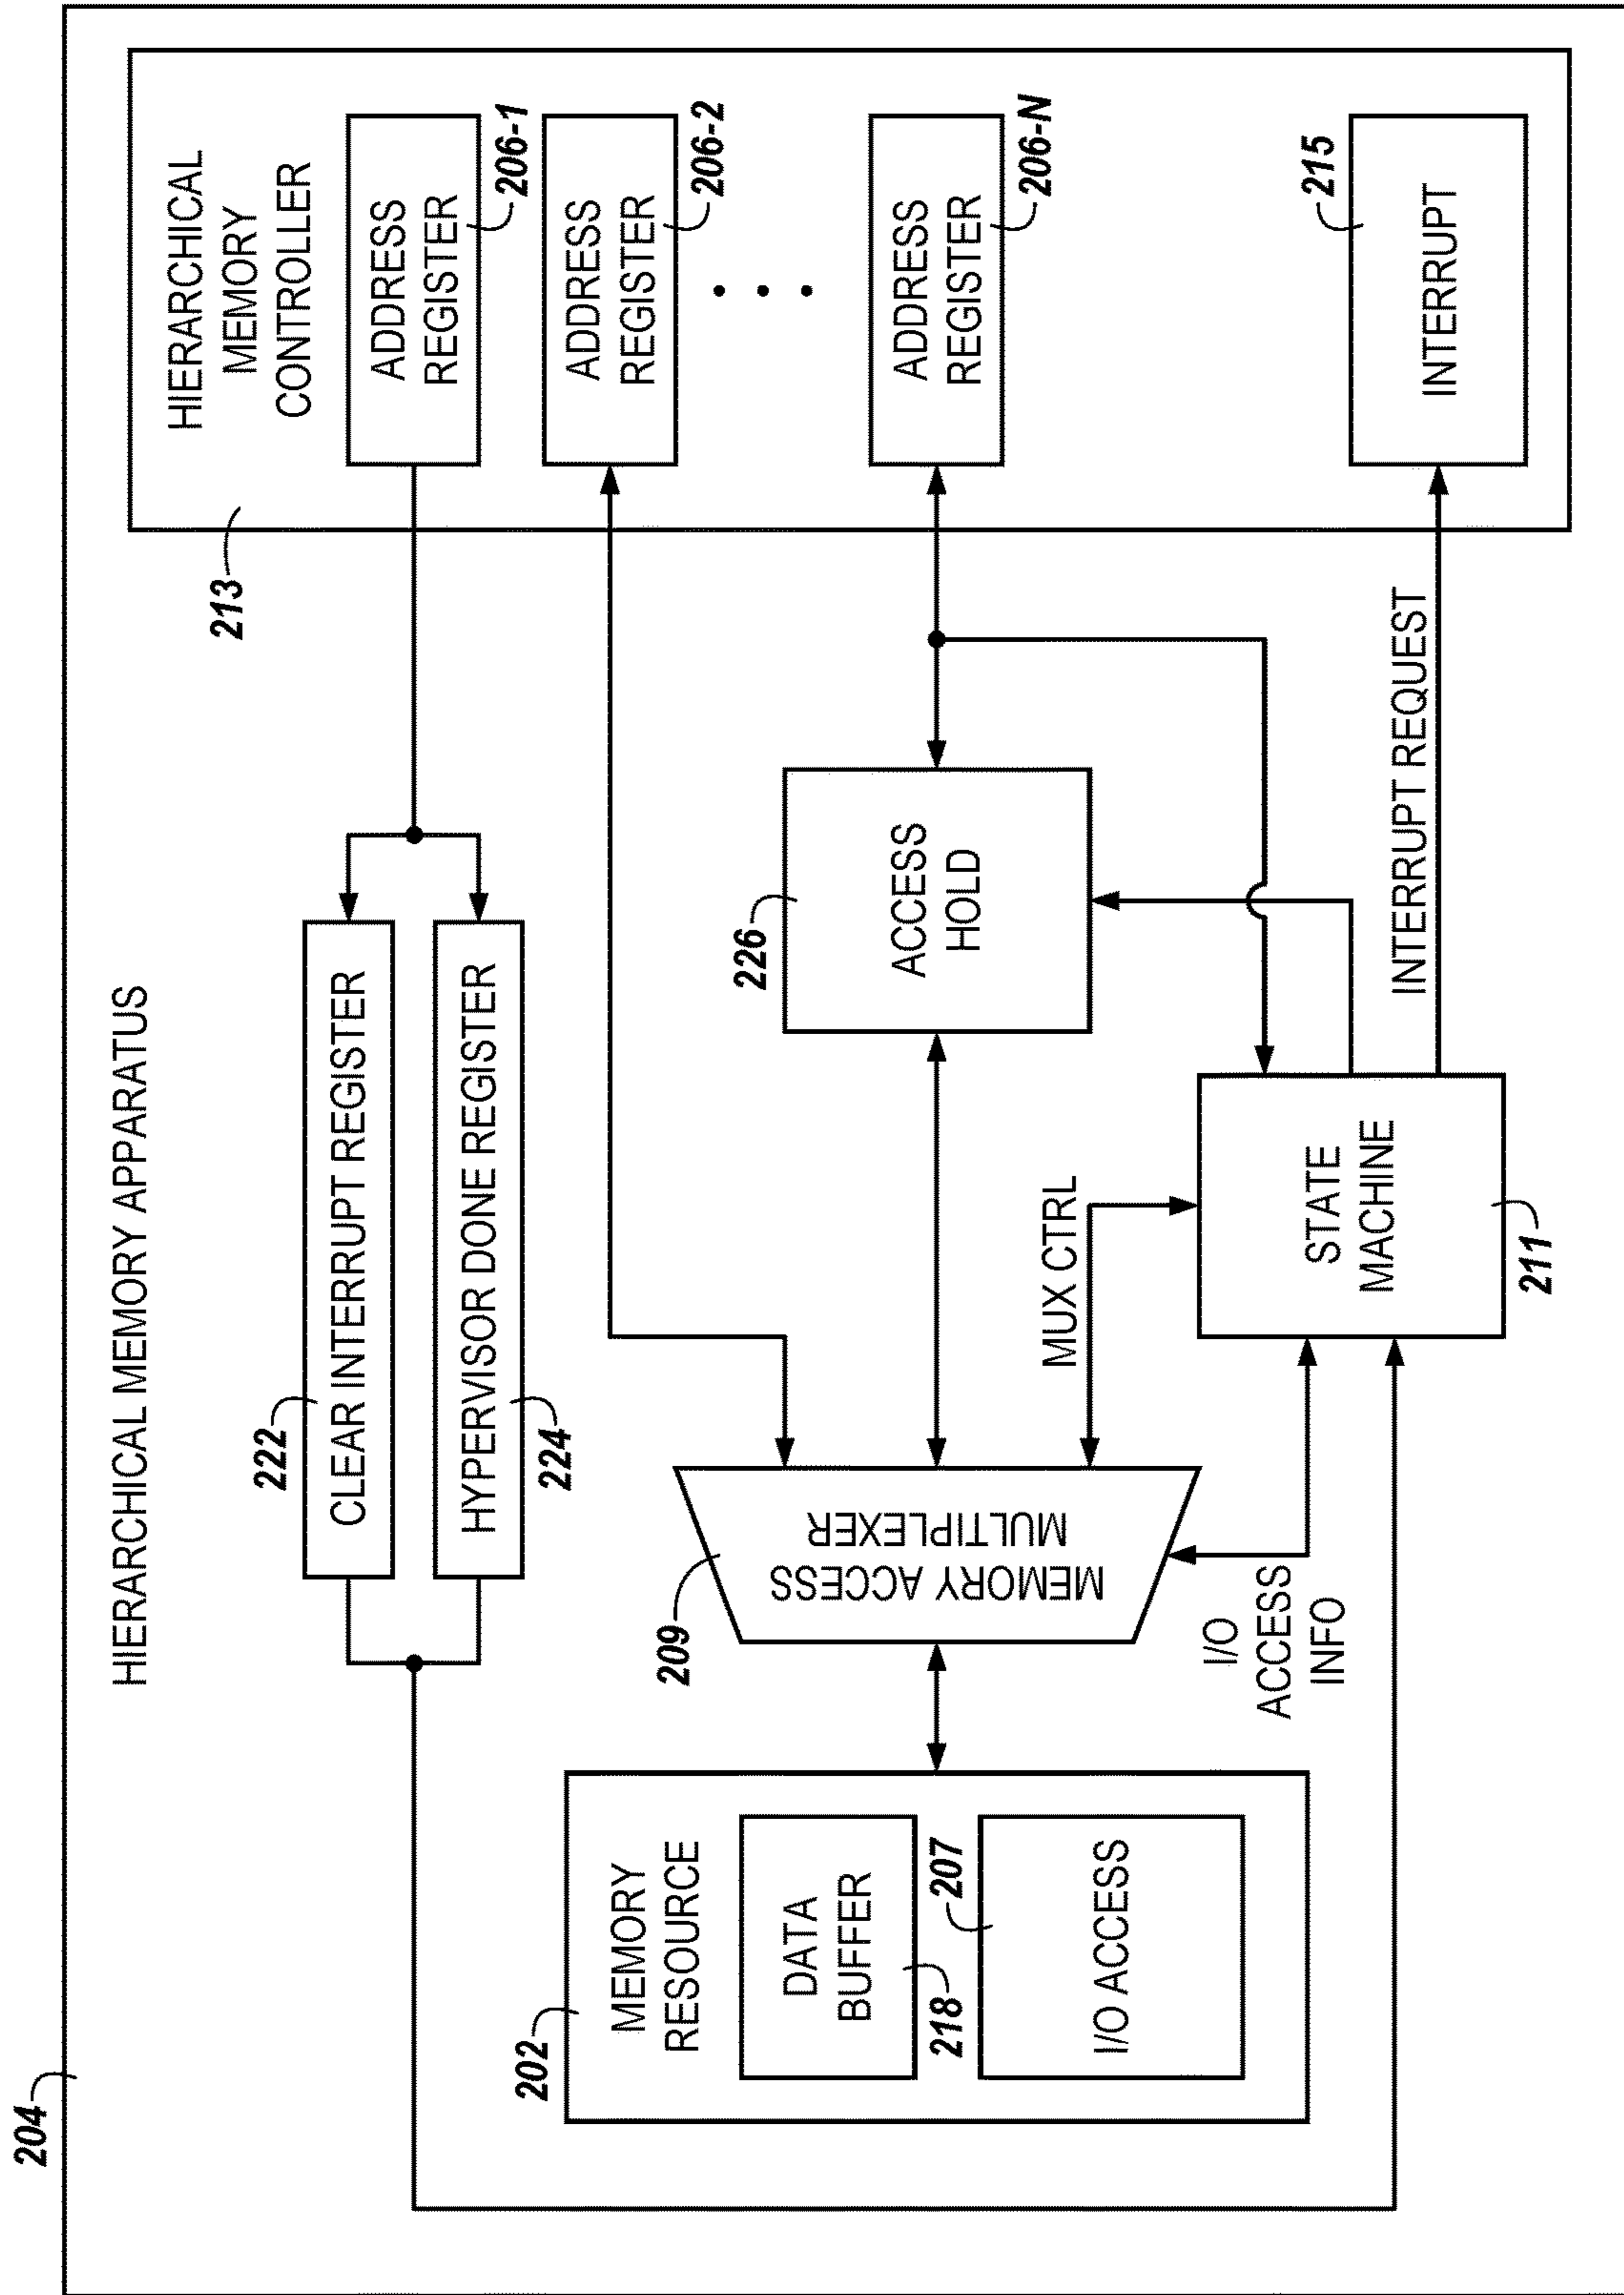 204
HIERARCHICAL MEMORY APPARATUS
222
CLEAR INTERRUPT REGISTER
HYPERVISOR DONE REGISTER
224
213
HIERARCHICAL
MEMORY
CONTROLLER
ADDRESS
REGISTER
206-1
ADDRESS
REGISTER
206-2
• • •
ADDRESS
REGISTER
206-N
215
INTERRUPT
202
MEMORY
RESOURCE
DATA
BUFFER
218
207
I/O ACCESS
209
MEMORY ACCESS
MULTIPLEXER
226
ACCESS
HOLD
MUX CTRL
I/O
ACCESS
INFO
STATE
MACHINE
211
INTERRUPT REQUEST